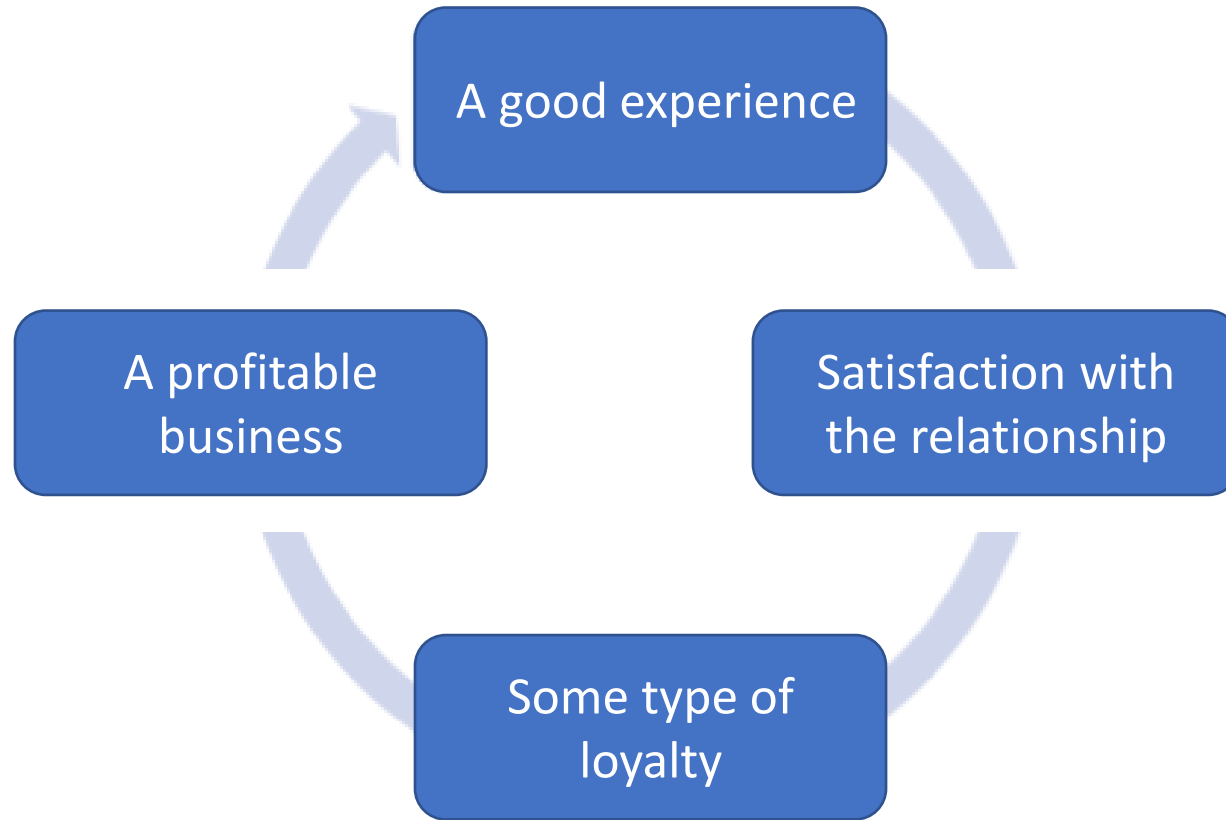 A good experience
A profitable
business
Satisfaction with
the relationship
Some type of
loyalty